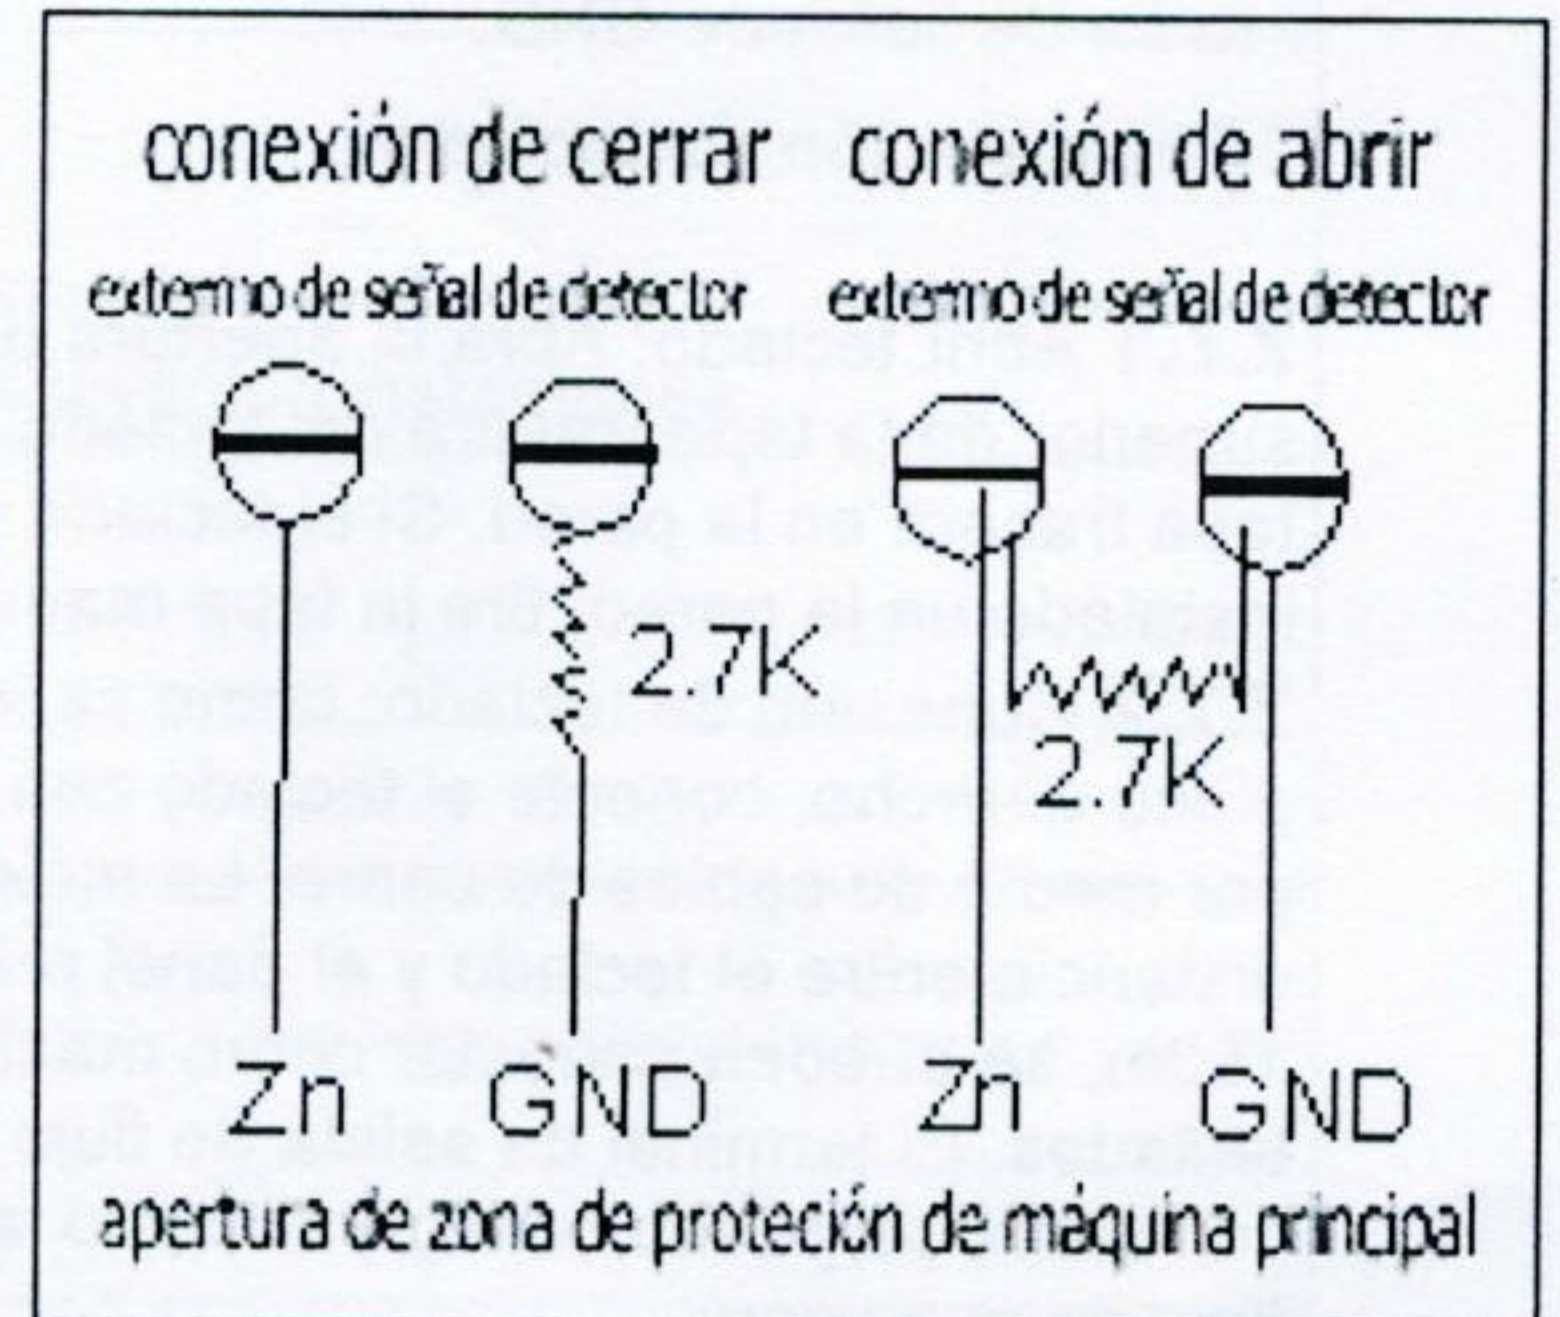 conexión de cerrar conexión de abrir
extermo de señal de detector extermo de señal de detector
2.7K
2.7K
Zn GND Zn GND
apertura de zona de proteción de máquina principal